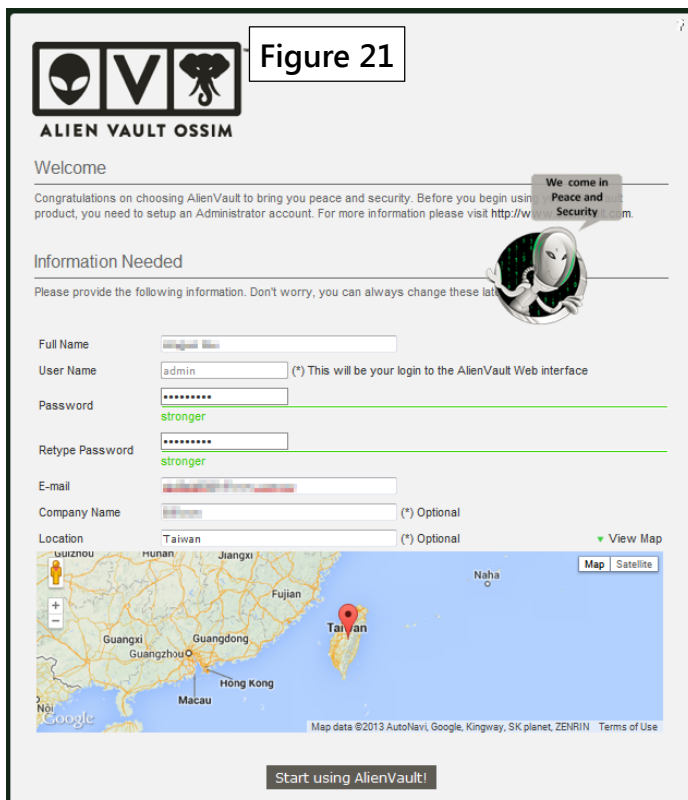 ?
Figure 21
V
ALIEN VAULT OSSIM
Welcome
We come in
Peace and
Security
Congratulations on choosing AlienVault to bring you peace and security. Before you begin using
product, you need to setup an Administrator account. For more information please visit
Information Needed
Please provide the following information. Don't worry, you can always change these
Full Name
User Name admin (*) This will be your login to the AlienVault Web interface
Password •••••••••
stronger
Retype Password •••••••••
stronger
E-mail
Company Name (*) Optional
Location Taiwan (*) Optional View Map
Guizhou Hunan Jiangxi
Map Satellite
Naha
Fujian
+
−
Taiwan
Guangxi Guangdong
Guangzhou
Hong Kong
Macau
Nội
Google
Map data ©2013 AutoNavi, Google, Kingway, SK planet, ZENRIN Terms of Use
Start using AlienVault!